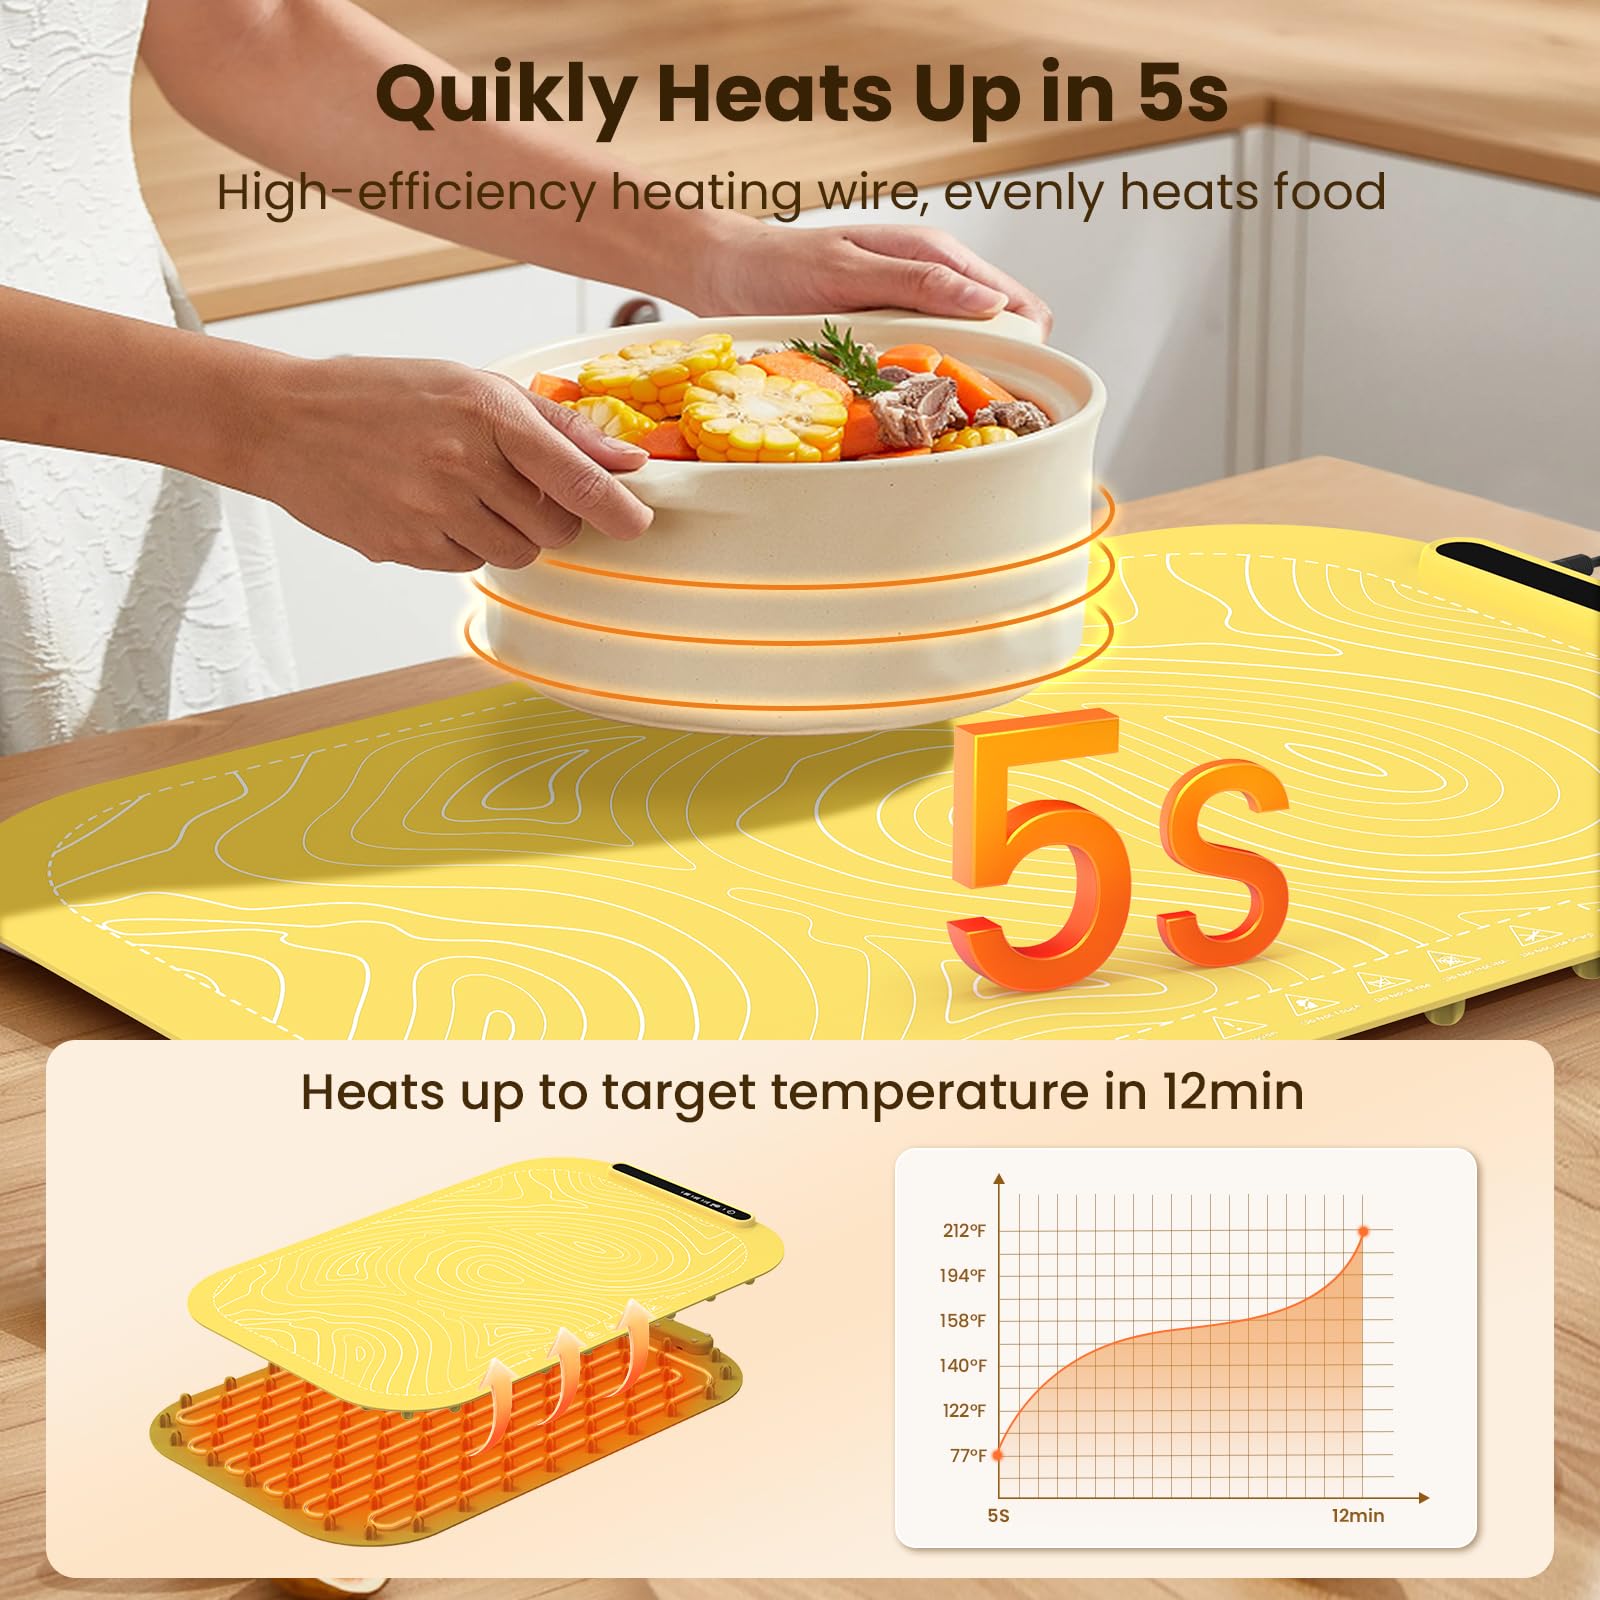 Quikly Heats Up in 5s
High-efficiency heating wire, evenly heats food
5s
Heats up to target temperature in 12min
212°F
194°F
158°F
140°F
122°F
77°F
5S
12min